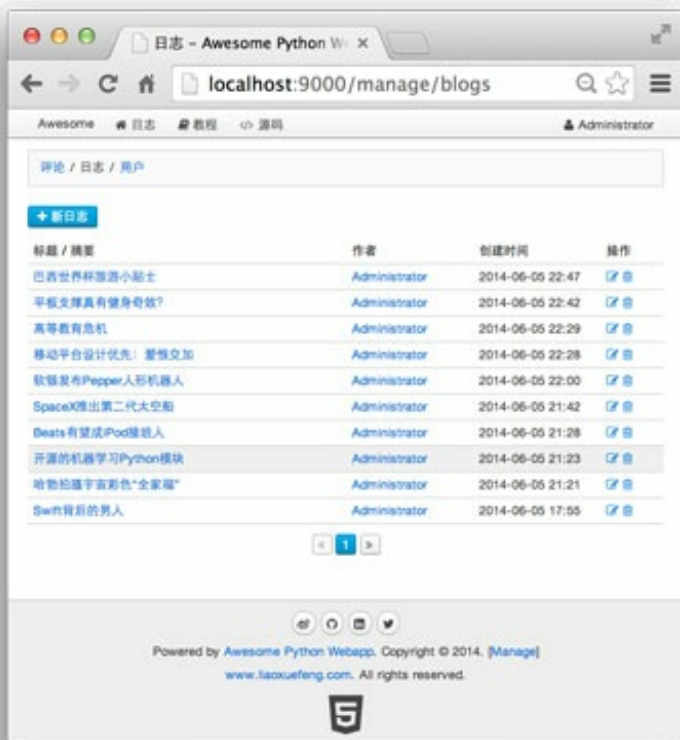 日志 - Awesome Python W
localhost:9000/manage/blogs
Awesome 日志 教程 源码 Administrator
评论 / 日志 / 用户
+ 新日志
标题 / 摘要 作者 创建时间 操作
巴西世界杯旅游小贴士 Administrator 2014-06-05 22:47
平板支撑真有健身奇效? Administrator 2014-06-05 22:42
高等教育危机 Administrator 2014-06-05 22:29
移动平台设计优先：爱恨交加 Administrator 2014-06-05 22:28
软银发布Pepper人形机器人 Administrator 2014-06-05 22:00
SpaceX推出第二代太空船 Administrator 2014-06-05 21:42
Beats有望成iPod接班人 Administrator 2014-06-05 21:28
开源的机器学习Python模块 Administrator 2014-06-05 21:23
哈勃拍摄宇宙彩色"全家福" Administrator 2014-06-05 21:21
Swift背后的男人 Administrator 2014-06-05 17:55
« 1 »
Powered by Awesome Python Webapp. Copyright © 2014. [Manage]
www.liaoxuefeng.com. All rights reserved.